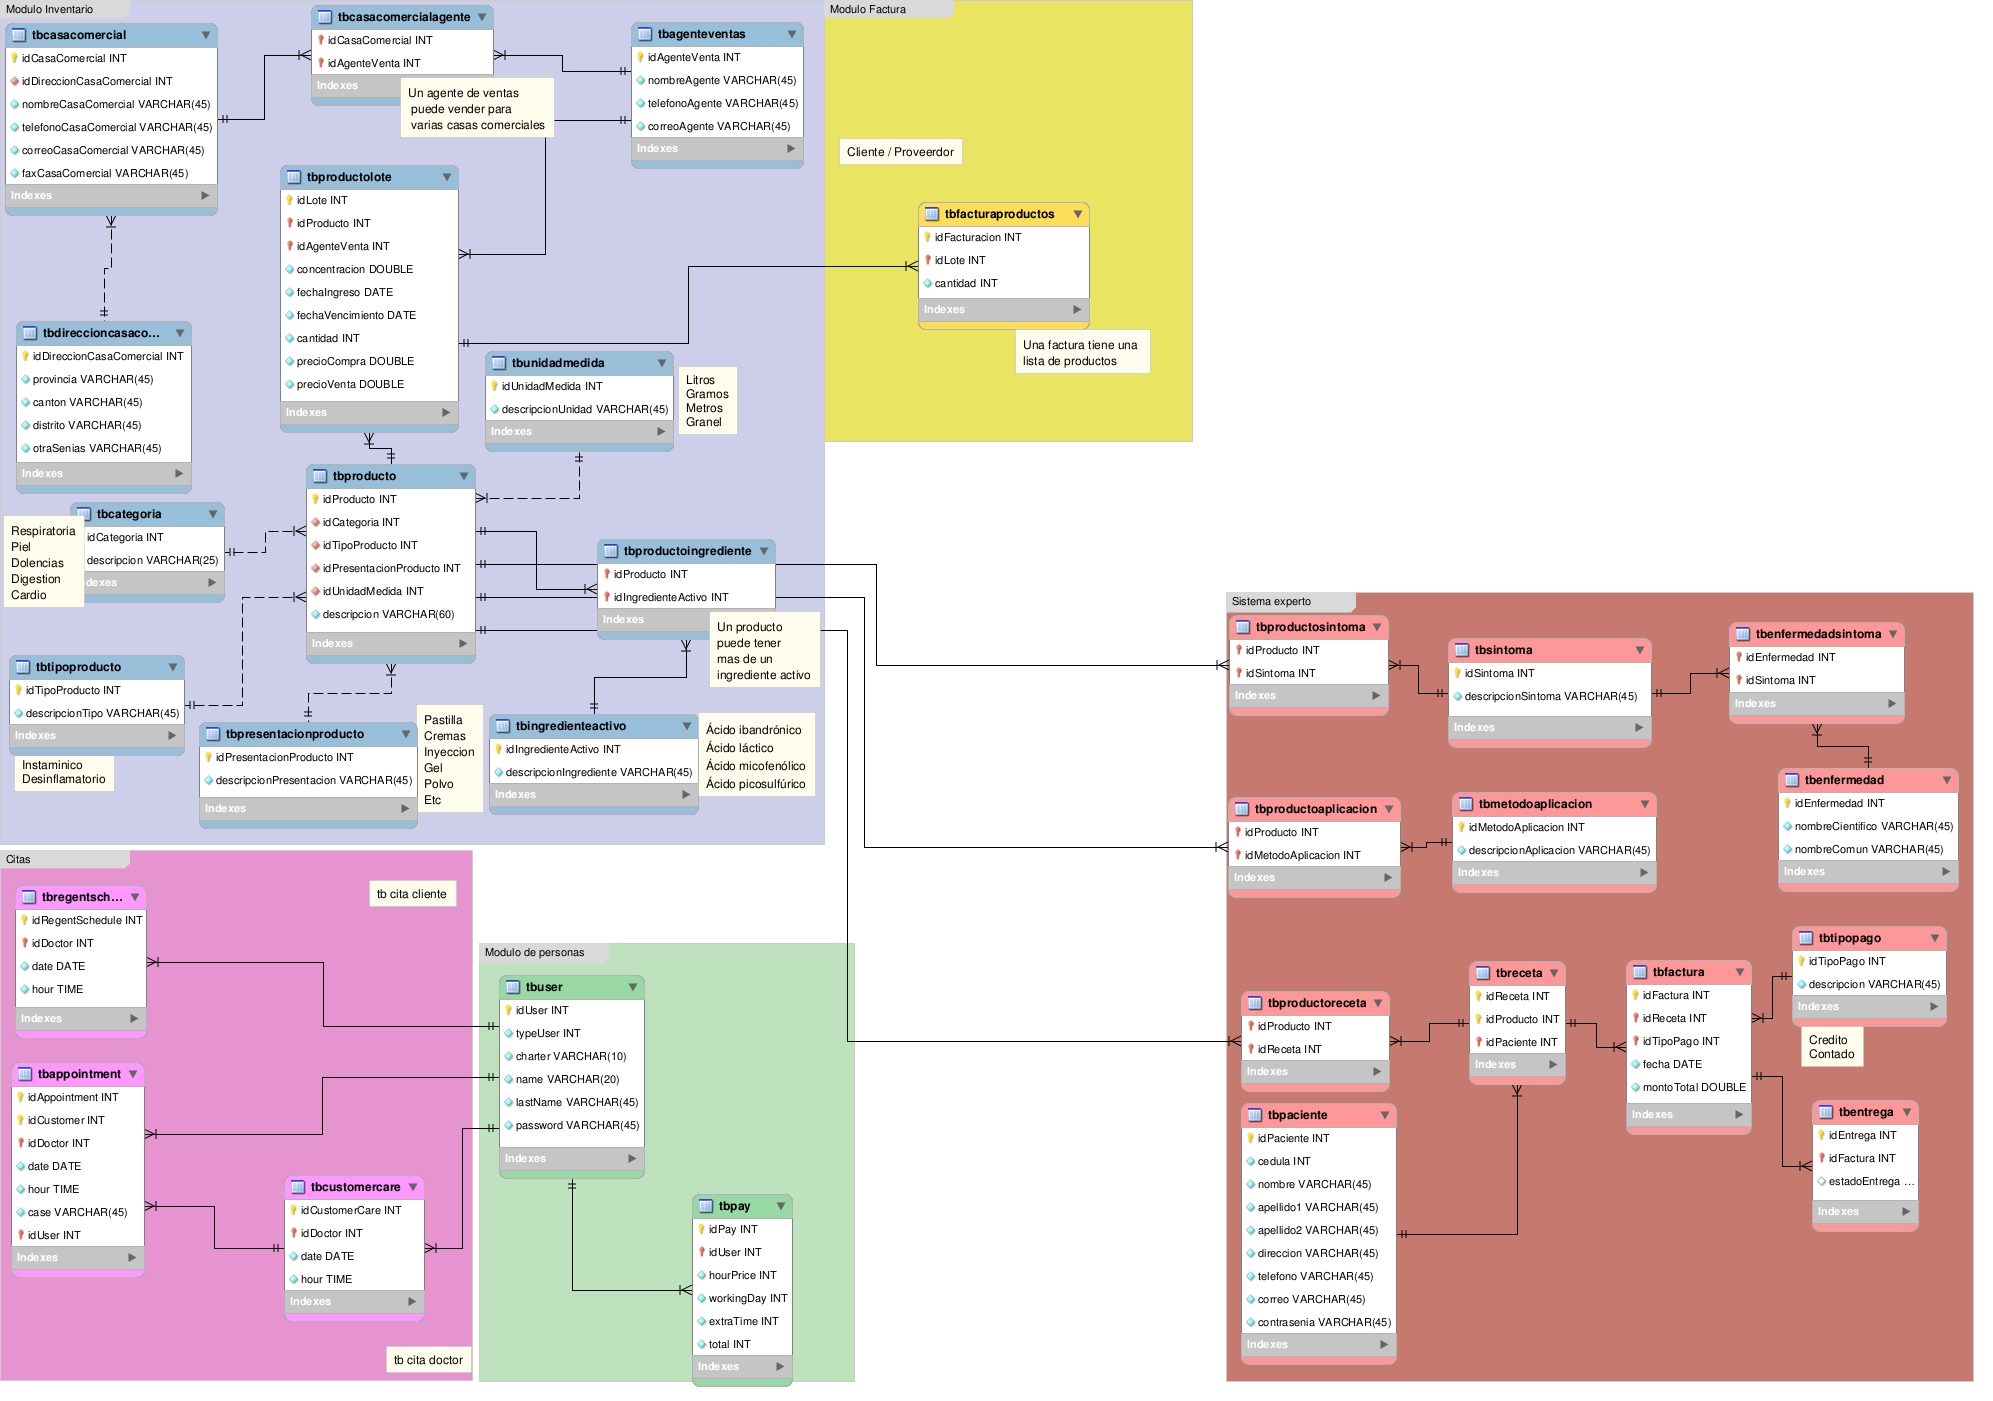 Modulo Inventario
tbcasacomercial
idCasaComercial INT
idDireccionCasaComercial INT
nombreCasaComercial VARCHAR(45)
telefonoCasaComercial VARCHAR(45)
correoCasaComercial VARCHAR(45)
faxCasaComercial VARCHAR(45)
Indexes
tbcasacomercialagente
idCasaComercial INT
idAgenteVenta INT
Indexes
Un agente de ventas
puede vender para
varias casas comerciales
tbagenteventas
idAgenteVenta INT
nombreAgente VARCHAR(45)
telefonoAgente VARCHAR(45)
correoAgente VARCHAR(45)
Indexes
tbproductolote
idLote INT
idProducto INT
idAgenteVenta INT
concentracion DOUBLE
fechaIngreso DATE
fechaVencimiento DATE
cantidad INT
precioCompra DOUBLE
precioVenta DOUBLE
Indexes
tbdireccioncasaco...
idDireccionCasaComercial INT
provincia VARCHAR(45)
canton VARCHAR(45)
distrito VARCHAR(45)
otraSenias VARCHAR(45)
Indexes
tbunidadmedida
idUnidadMedida INT
descripcionUnidad VARCHAR(45)
Indexes
Litros
Gramos
Metros
Granel
tbcategoria
idCategoria INT
descripcion VARCHAR(25)
dexes
Respiratoria
Piel
Dolencias
Digestion
Cardio
tbproducto
idProducto INT
idCategoria INT
idTipoProducto INT
idPresentacionProducto INT
idUnidadMedida INT
descripcion VARCHAR(60)
Indexes
tbproductoingrediente
idProducto INT
idIngredienteActivo INT
Indexes
Un producto
puede tener
mas de un
ingrediente activo
tbtipoproducto
idTipoProducto INT
descripcionTipo VARCHAR(45)
Indexes
Instaminico
Desinflamatorio
tbpresentacionproducto
idPresentacionProducto INT
descripcionPresentacion VARCHAR(45)
Indexes
Pastilla
Cremas
Inyeccion
Gel
Polvo
Etc
tbingredienteactivo
idIngredienteActivo INT
descripcionIngrediente VARCHAR(45)
Indexes
Ácido ibandrónico
Ácido láctico
Ácido micofenólico
Ácido picosulfúrico
Modulo Factura
Cliente / Proveerdor
tbfacturaproductos
idFacturacion INT
idLote INT
cantidad INT
Indexes
Una factura tiene una
lista de productos
Citas
tb cita cliente
tbregentsch...
idRegentSchedule INT
idDoctor INT
date DATE
hour TIME
Indexes
tbappointment
idAppointment INT
idCustomer INT
idDoctor INT
date DATE
hour TIME
case VARCHAR(45)
idUser INT
Indexes
tbcustomercare
idCustomerCare INT
idDoctor INT
date DATE
hour TIME
Indexes
tb cita doctor
Modulo de personas
tbuser
idUser INT
typeUser INT
charter VARCHAR(10)
name VARCHAR(20)
lastName VARCHAR(45)
password VARCHAR(45)
Indexes
tbpay
idPay INT
idUser INT
hourPrice INT
workingDay INT
extraTime INT
total INT
Indexes
Sistema experto
tbproductosintoma
idProducto INT
idSintoma INT
Indexes
tbsintoma
idSintoma INT
descripcionSintoma VARCHAR(45)
Indexes
tbenfermedadsintoma
idEnfermedad INT
idSintoma INT
Indexes
tbenfermedad
idEnfermedad INT
nombreCientifico VARCHAR(45)
nombreComun VARCHAR(45)
Indexes
tbproductoaplicacion
idProducto INT
idMetodoAplicacion INT
Indexes
tbmetodoaplicacion
idMetodoAplicacion INT
descripcionAplicacion VARCHAR(45)
Indexes
tbproductoreceta
idProducto INT
idReceta INT
Indexes
tbreceta
idReceta INT
idProducto INT
idPaciente INT
Indexes
tbfactura
idFactura INT
idReceta INT
idTipoPago INT
fecha DATE
montoTotal DOUBLE
Indexes
tbtipopago
idTipoPago INT
descripcion VARCHAR(45)
Indexes
Credito
Contado
tbentrega
idEntrega INT
idFactura INT
estadoEntrega ...
Indexes
tbpaciente
idPaciente INT
cedula INT
nombre VARCHAR(45)
apellido1 VARCHAR(45)
apellido2 VARCHAR(45)
direccion VARCHAR(45)
telefono VARCHAR(45)
correo VARCHAR(45)
contrasenia VARCHAR(45)
Indexes